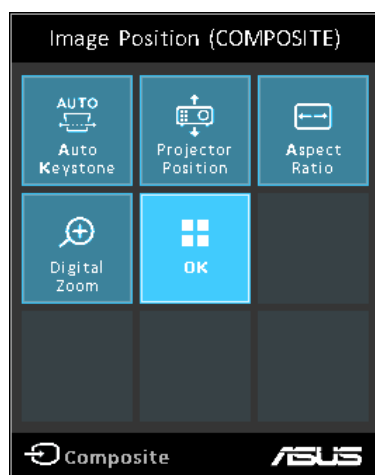 Image Position (COMPOSITE)
AUTO
Auto
Keystone
Projector
Position
Aspect
Ratio
Digital
Zoom
OK
Composite
ASUS